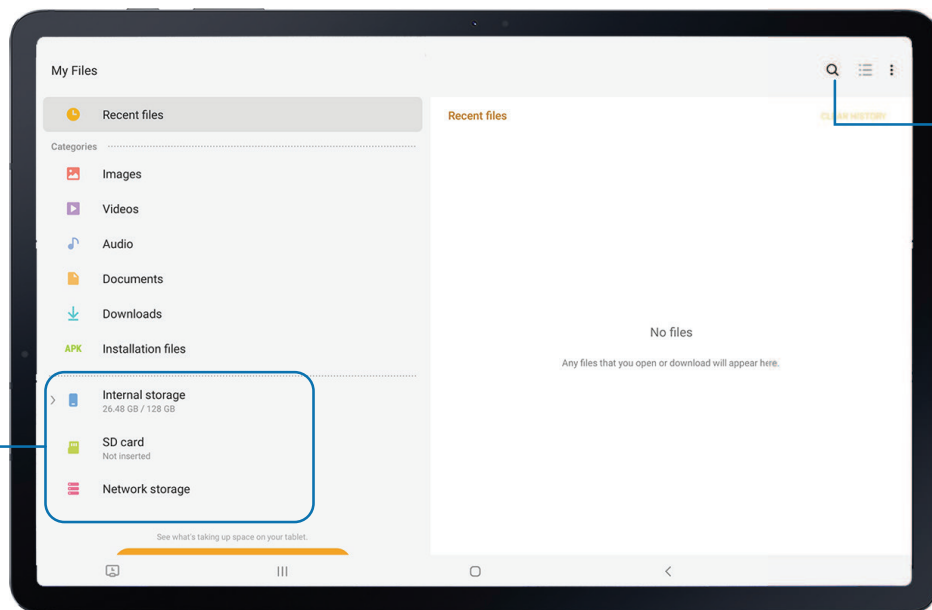 My Files
Recent files
Categories
Images
Videos
Audio
Documents
Downloads
APK Installation files
Internal storage
26.48 GB / 128 GB
SD card
Not inserted
Network storage
See what's taking up space on your tablet.
Recent files
CLEAR HISTORY
No files
Any files that you open or download will appear here.